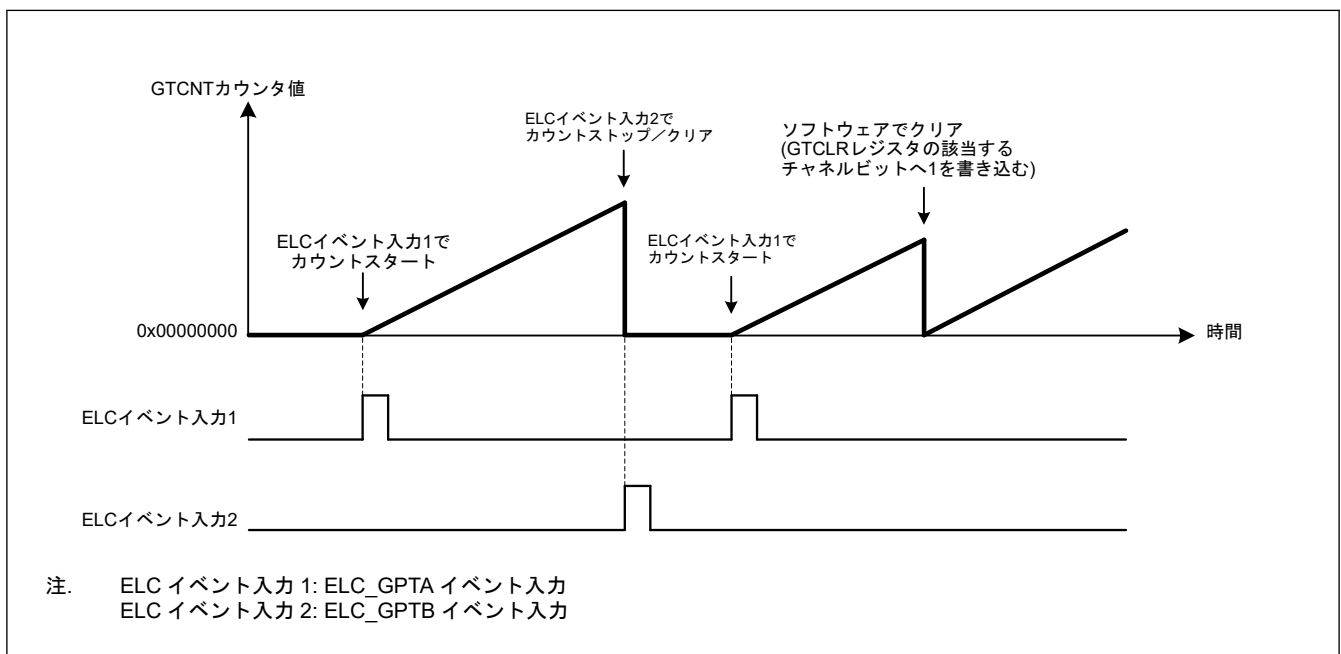 GTCNTカウンタ値
ELCイベント入力2で
カウントストップ／クリア
ソフトウェアでクリア
(GTCLRレジスタの該当する
チャネルビットへ1を書き込む)
ELCイベント入力1で
カウントスタート
ELCイベント入力1で
カウントスタート
0x00000000
時間
ELCイベント入力1
ELCイベント入力2
注. ELC イベント入力 1: ELC_GPTA イベント入力
ELC イベント入力 2: ELC_GPTB イベント入力